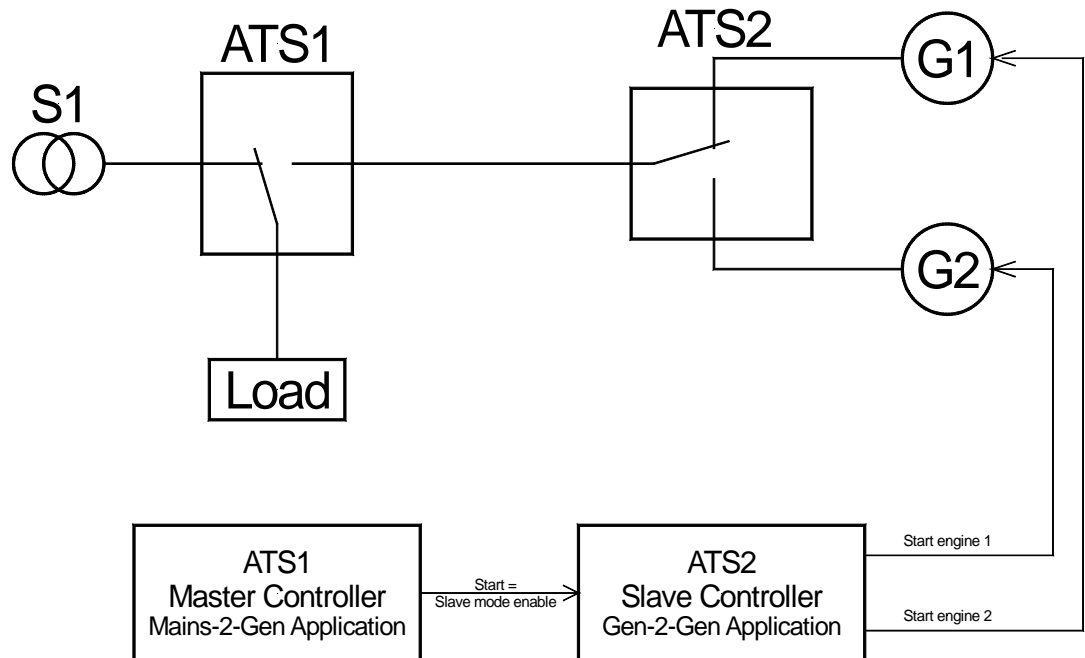 ATS1
ATS2
G1
S1
G2
Load
ATS1
Master Controller
Mains-2-Gen Application
Start =
Slave mode enable
ATS2
Slave Controller
Gen-2-Gen Application
Start engine 1
Start engine 2